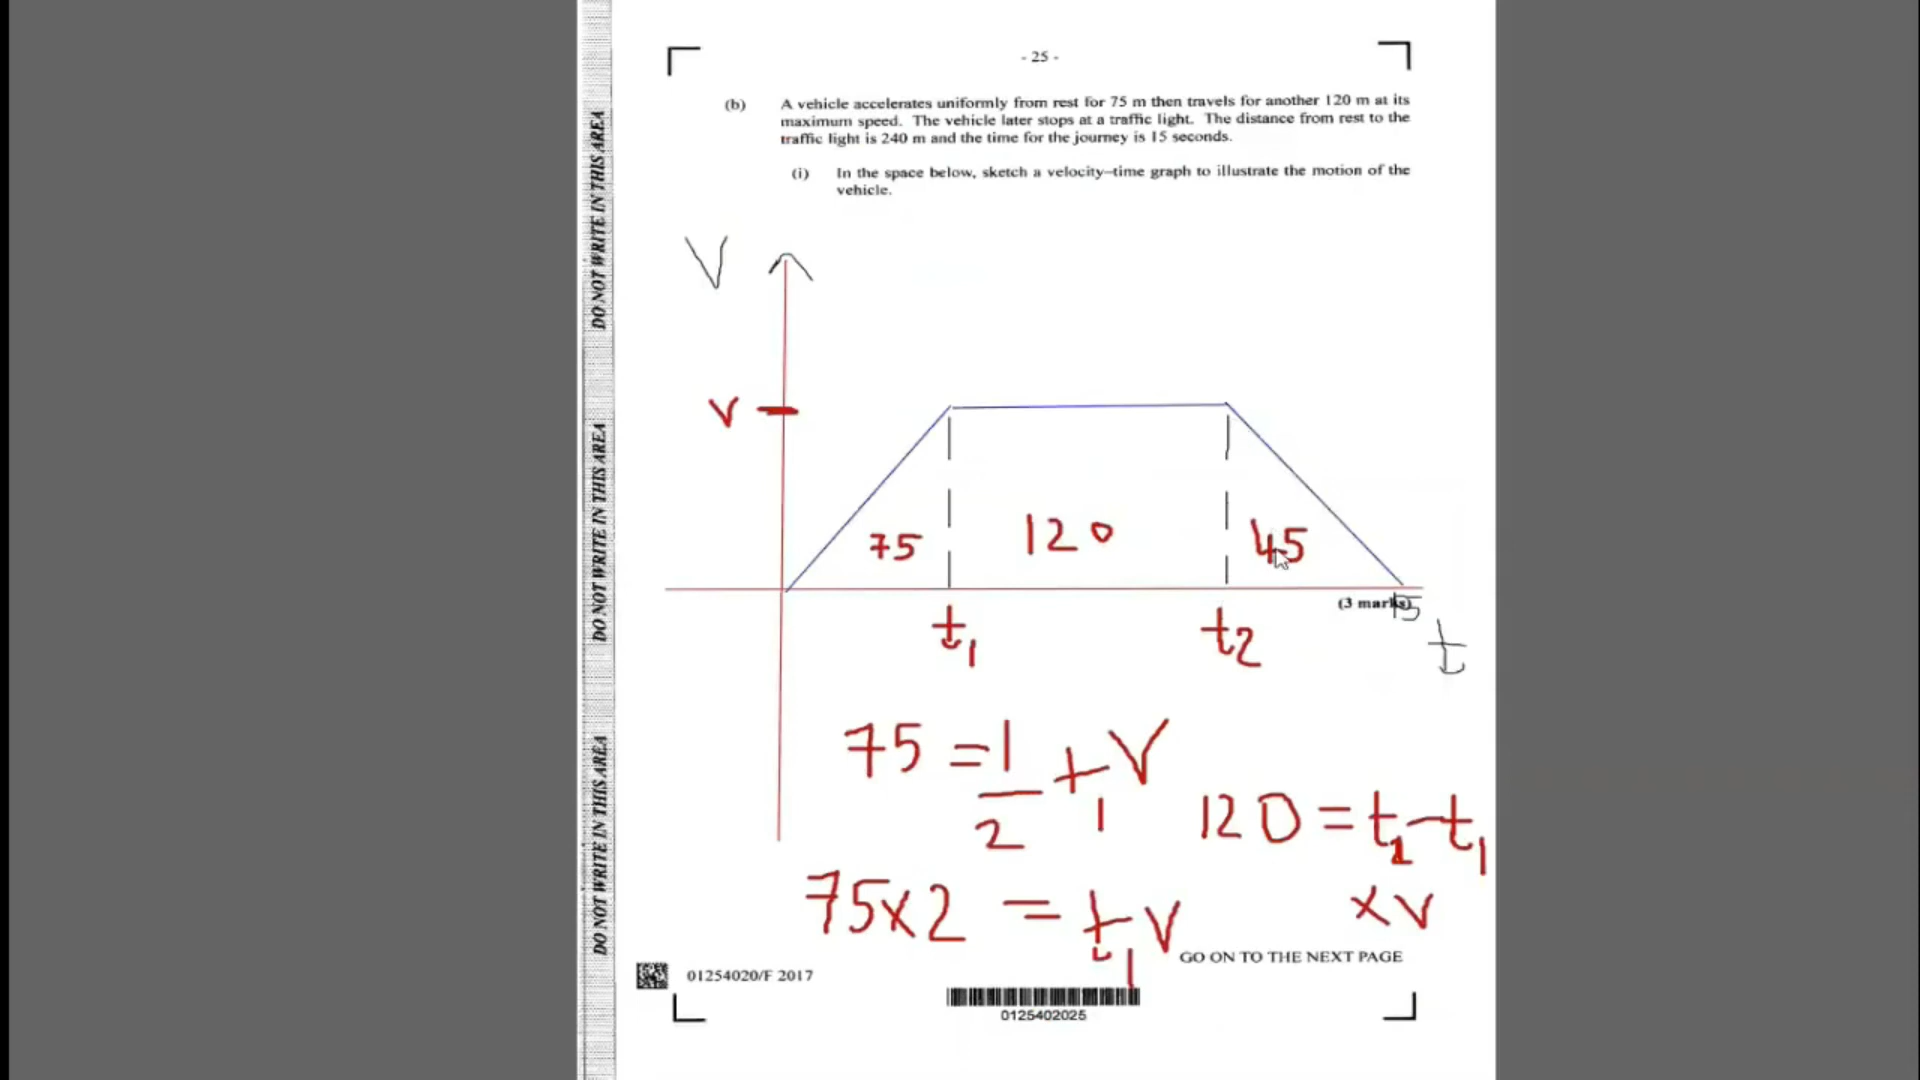 - 25 -
(b) A vehicle accelerates uniformly from rest for 75 m then travels for another 120 m at its
maximum speed. The vehicle later stops at a traffic light. The distance from rest to the
traffic light is 240 m and the time for the journey is 15 seconds.
(i) In the space below, sketch a velocity–time graph to illustrate the motion of the
vehicle.
V
v
75 120 45
(3 marks)
15
t1 t2 t
75 = 1/2 t1 V
120 = t2 - t1
x v
75x2 = t1 v
GO ON TO THE NEXT PAGE
01254020/F 2017
0125402025
DO NOT WRITE IN THIS AREA
DO NOT WRITE IN THIS AREA
DO NOT WRITE IN THIS AREA